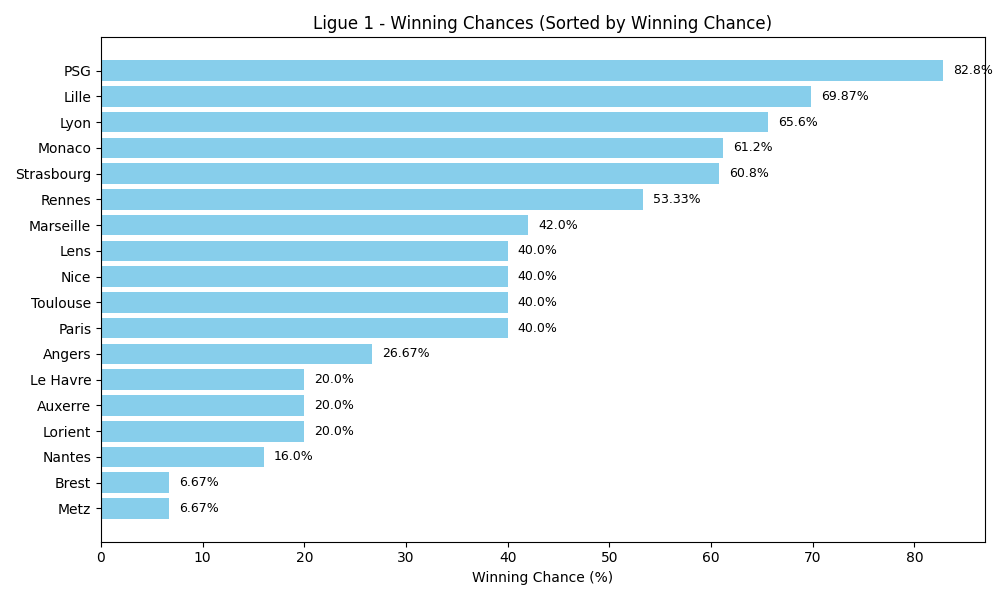 Ligue 1 - Winning Chances (Sorted by Winning Chance)
PSG 82.8%
Lille 69.87%
Lyon 65.6%
Monaco 61.2%
Strasbourg 60.8%
Rennes 53.33%
Marseille 42.0%
Lens 40.0%
Nice 40.0%
Toulouse 40.0%
Paris 40.0%
Angers 26.67%
Le Havre 20.0%
Auxerre 20.0%
Lorient 20.0%
Nantes 16.0%
Brest 6.67%
Metz 6.67%
0 10 20 30 40 50 60 70 80
Winning Chance (%)